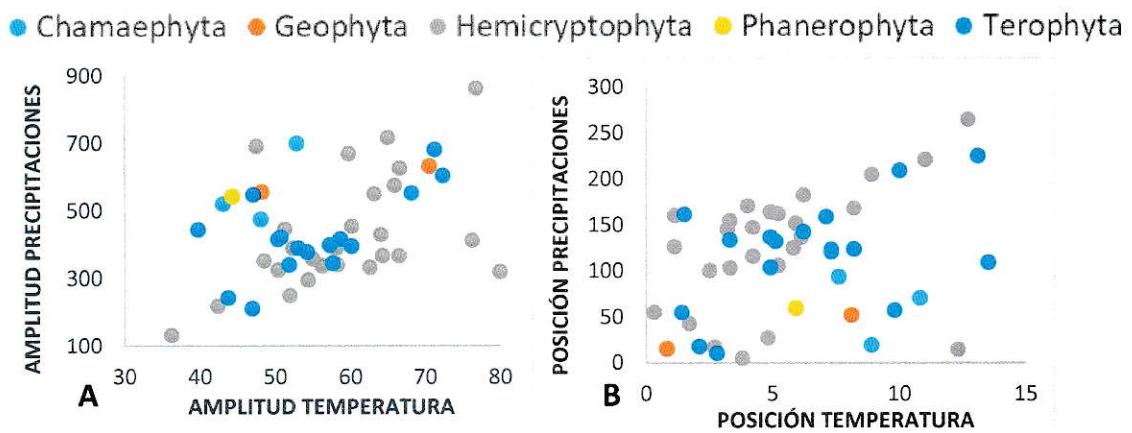 Chamaephyta Geophyta Hemicryptophyta Phanerophyta Terophyta
AMPLITUD PRECIPITACIONES
900
700
500
300
100
30 40 50 60 70 80
A AMPLITUD TEMPERATURA
POSICIÓN PRECIPITACIONES
300
250
200
150
100
50
0
0 5 10 15
B POSICIÓN TEMPERATURA